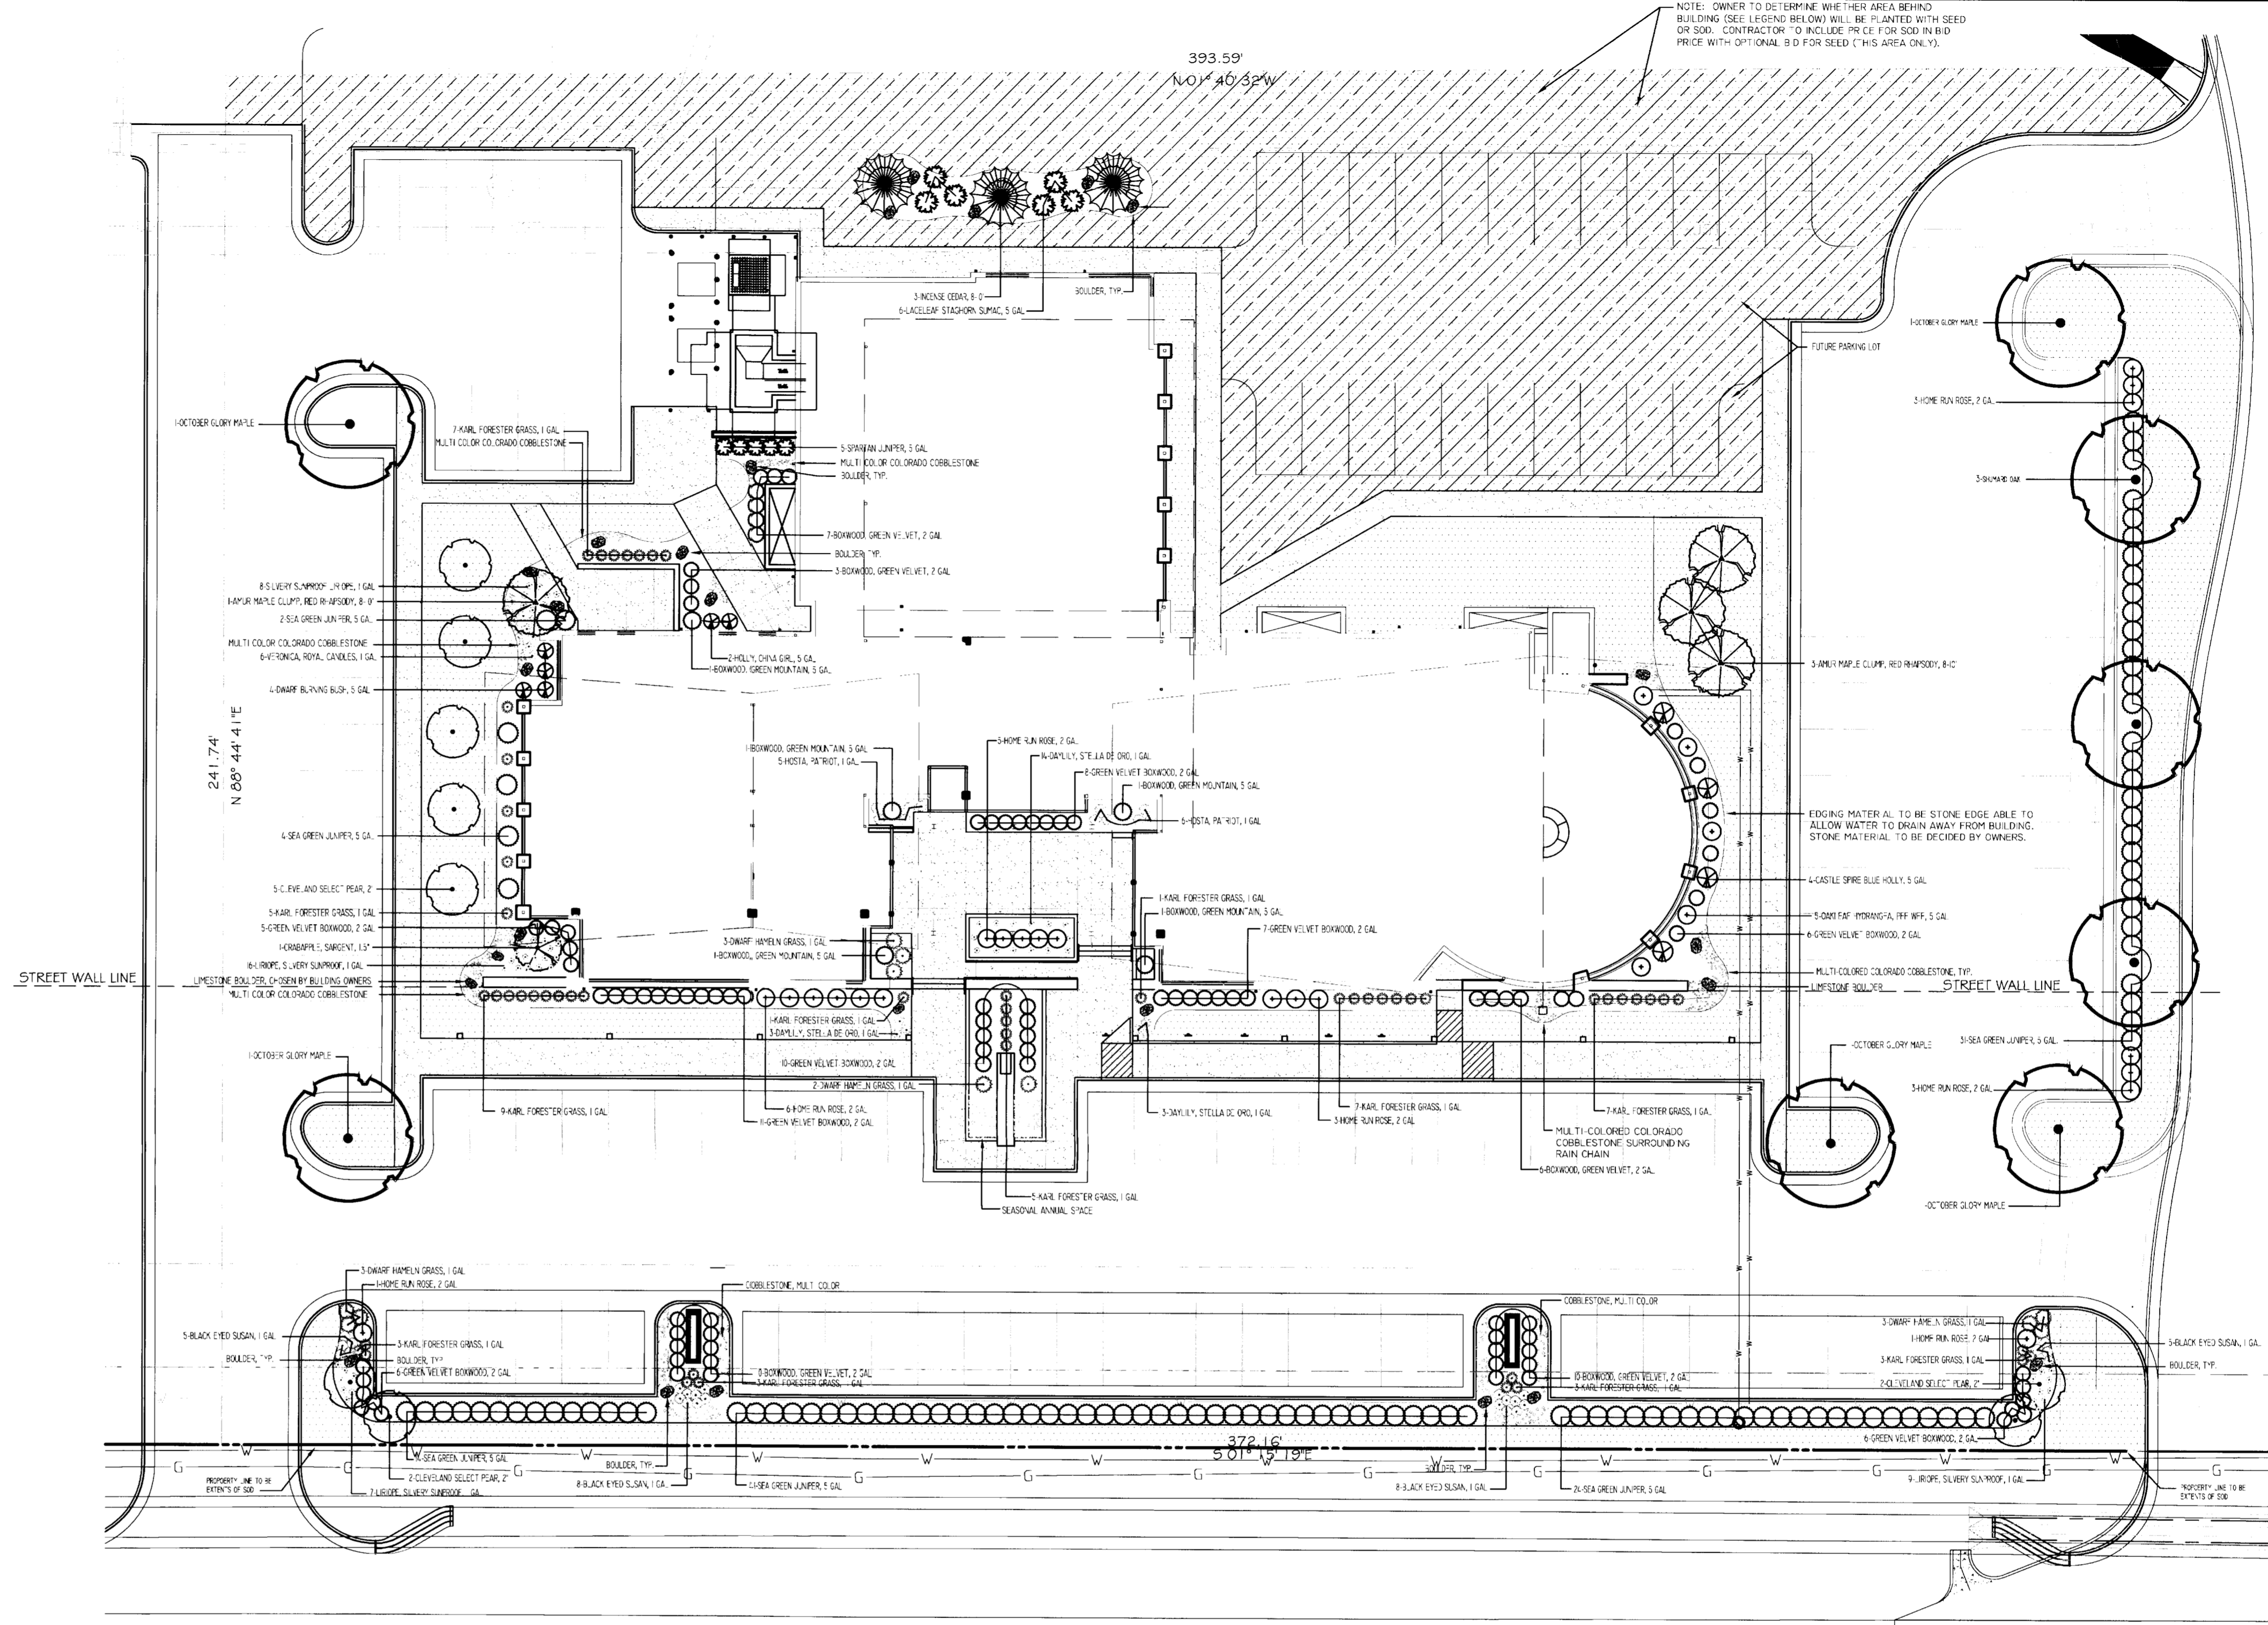 NOTE: OWNER TO DETERMINE WHETHER AREA BEHIND
BUILDING (SEE LEGEND BELOW) WILL BE PLANTED WITH SEED
OR SOD. CONTRACTOR TO INCLUDE PRICE FOR SOD IN BID
PRICE WITH OPTIONAL BID FOR SEED (THIS AREA ONLY).
393.59'
N 01° 40' 32"W
3-INCENSE CEDAR, 8-0'
BOULDER, TYP.
6-LACELEAF STAGHORN SUMAC, 5 GAL
1-OCTOBER GLORY MAPLE
FUTURE PARKING LOT
3-HOME RUN ROSE, 2 GAL
1-OCTOBER GLORY MAPLE
7-KARL FORESTER GRASS, 1 GAL
MULTI COLOR COLORADO COBBLESTONE
5-SPARTAN JUNIPER, 5 GAL
MULTI COLOR COLORADO COBBLESTONE
BOULDER, TYP.
3-SHUMARD OAK
7-BOXWOOD, GREEN VELVET, 2 GAL
BOULDER, TYP.
3-BOXWOOD, GREEN VELVET, 2 GAL
8-SILVERY SUNPROOF LIRIOPE, 1 GAL
1-AMUR MAPLE CLUMP, RED RHAPSODY, 8-0'
2-SEA GREEN JUNIPER, 5 GAL
MULTI COLOR COLORADO COBBLESTONE
6-VERONICA, ROYAL CANDLES, 1 GAL
4-DWARF BURNING BUSH, 5 GAL
2-HOLLY, CHINA GIRL, 5 GAL
1-BOXWOOD, GREEN MOUNTAIN, 5 GAL
3-AMUR MAPLE CLUMP, RED RHAPSODY, 8-10'
241.74'
N 88° 44' 41"E
1-BOXWOOD, GREEN MOUNTAIN, 5 GAL
5-HOSTA, PATRIOT, 1 GAL
5-HOME RUN ROSE, 2 GAL
14-DAYLILY, STELLA DE ORO, 1 GAL
8-GREEN VELVET BOXWOOD, 2 GAL
1-BOXWOOD, GREEN MOUNTAIN, 5 GAL
6-HOSTA, PATRIOT, 1 GAL
EDGING MATERIAL TO BE STONE EDGE ABLE TO
ALLOW WATER TO DRAIN AWAY FROM BUILDING.
STONE MATERIAL TO BE DECIDED BY OWNERS.
4-SEA GREEN JUNIPER, 5 GAL
5-CLEVELAND SELECT PEAR, 2"
4-CASTLE SPIRE BLUE HOLLY, 5 GAL
5-KARL FORESTER GRASS, 1 GAL
5-GREEN VELVET BOXWOOD, 2 GAL
1-CRABAPPLE, SARGENT, 1.5"
16-LIRIOPE, SILVERY SUNPROOF, 1 GAL
LIMESTONE BOULDER, CHOSEN BY BUILDING OWNERS
MULTI COLOR COLORADO COBBLESTONE
STREET WALL LINE
3-DWARF HAMELN GRASS, 1 GAL
1-BOXWOOD, GREEN MOUNTAIN, 5 GAL
1-KARL FORESTER GRASS, 1 GAL
1-BOXWOOD, GREEN MOUNTAIN, 5 GAL
7-GREEN VELVET BOXWOOD, 2 GAL
5-OAKLEAF HYDRANGEA, PEE WEE, 5 GAL
6-GREEN VELVET BOXWOOD, 2 GAL
MULTI-COLORED COLORADO COBBLESTONE, TYP.
LIMESTONE BOULDER
STREET WALL LINE
1-KARL FORESTER GRASS, 1 GAL
3-DAYLILY, STELLA DE ORO, 1 GAL
1-OCTOBER GLORY MAPLE
10-GREEN VELVET BOXWOOD, 2 GAL
2-DWARF HAMELN GRASS, 1 GAL
-OCTOBER GLORY MAPLE
31-SEA GREEN JUNIPER, 5 GAL
3-HOME RUN ROSE, 2 GAL
9-KARL FORESTER GRASS, 1 GAL
6-HOME RUN ROSE, 2 GAL
11-GREEN VELVET BOXWOOD, 2 GAL
3-DAYLILY, STELLA DE ORO, 1 GAL
7-KARL FORESTER GRASS, 1 GAL
3-HOME RUN ROSE, 2 GAL
7-KARL FORESTER GRASS, 1 GAL
MULTI-COLORED COLORADO
COBBLESTONE SURROUNDING
RAIN CHAIN
6-BOXWOOD, GREEN VELVET, 2 GAL
5-KARL FORESTER GRASS, 1 GAL
SEASONAL ANNUAL SPACE
-OCTOBER GLORY MAPLE
3-DWARF HAMELN GRASS, 1 GAL
1-HOME RUN ROSE, 2 GAL
COBBLESTONE, MULTI COLOR
COBBLESTONE, MULTI COLOR
5-BLACK EYED SUSAN, 1 GAL
3-KARL FORESTER GRASS, 1 GAL
BOULDER, TYP.
BOULDER, TYP
6-GREEN VELVET BOXWOOD, 2 GAL
10-BOXWOOD, GREEN VELVET, 2 GAL
3-KARL FORESTER GRASS, 1 GAL
10-BOXWOOD, GREEN VELVET, 2 GAL
3-KARL FORESTER GRASS, 1 GAL
3-DWARF HAMELN GRASS, 1 GAL
1-HOME RUN ROSE, 2 GAL
3-KARL FORESTER GRASS, 1 GAL
2-CLEVELAND SELECT PEAR, 2"
5-BLACK EYED SUSAN, 1 GAL
BOULDER, TYP.
6-GREEN VELVET BOXWOOD, 2 GAL
372.16'
S 01° 15' 19"E
14-SEA GREEN JUNIPER, 5 GAL
2-CLEVELAND SELECT PEAR, 2"
7-LIRIOPE, SILVERY SUNPROOF, 1 GAL
PROPOERTY LINE TO BE
EXTENTS OF SOD
BOULDER, TYP.
8-BLACK EYED SUSAN, 1 GAL
41-SEA GREEN JUNIPER, 5 GAL
BOULDER, TYP.
8-BLACK EYED SUSAN, 1 GAL
24-SEA GREEN JUNIPER, 5 GAL
9-LIRIOPE, SILVERY SUNPROOF, 1 GAL
PROPOERTY LINE TO BE
EXTENTS OF SOD